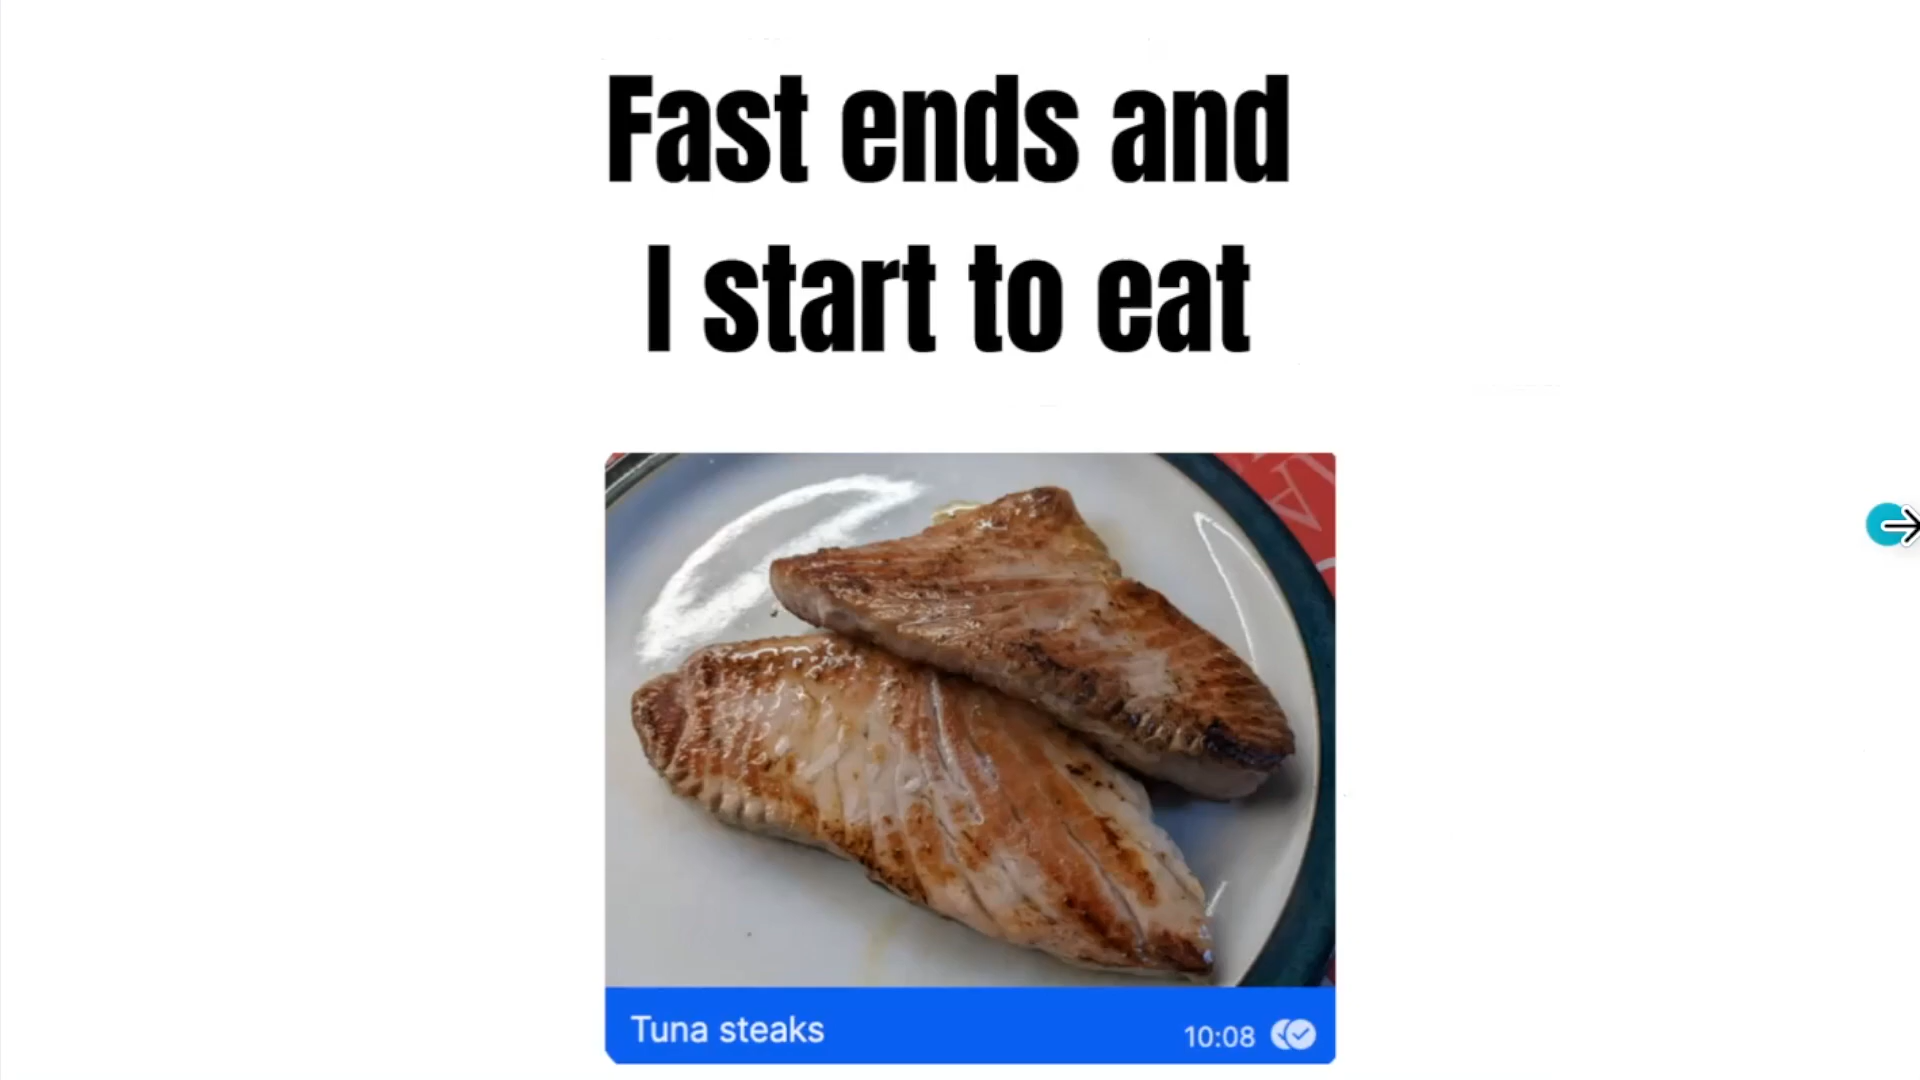 Fast ends and
I start to eat
Tuna steaks
10:08